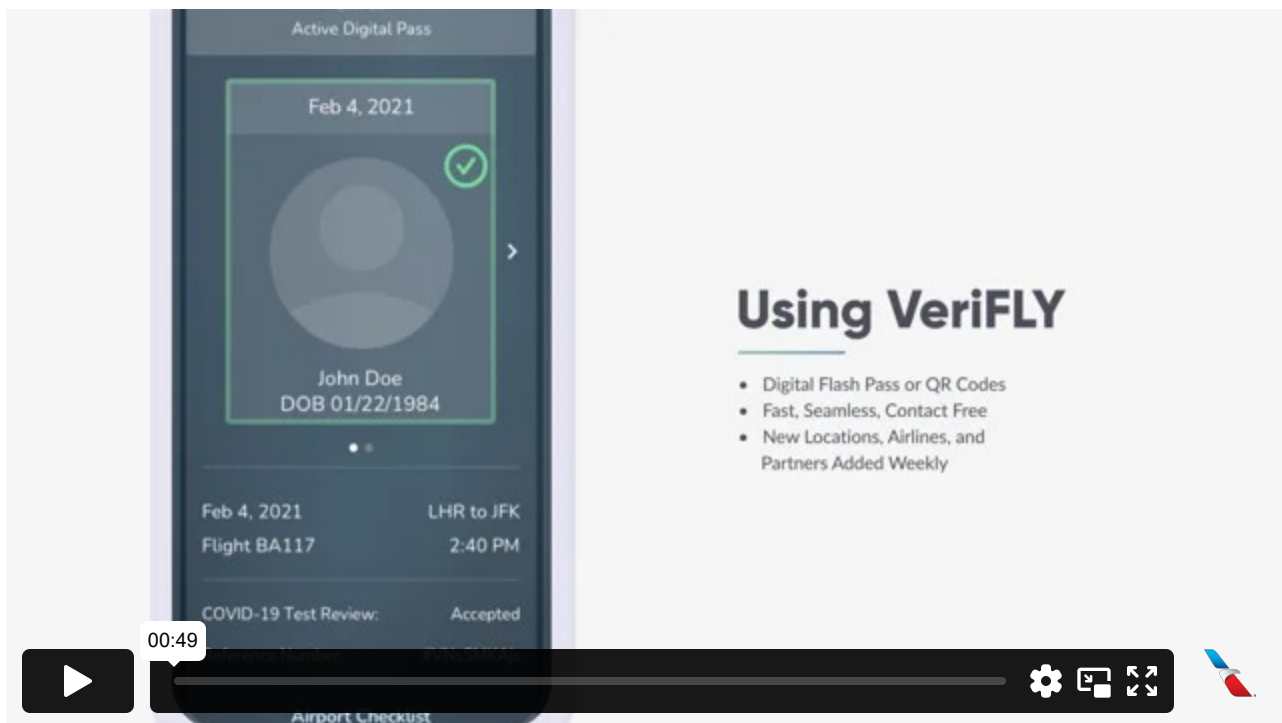 Active Digital Pass
Feb 4, 2021
John Doe
DOB 01/22/1984
Feb 4, 2021 LHR to JFK
Flight BA117 2:40 PM
COVID-19 Test Review: Accepted
Reference Number:
Airport Checklist
Using VeriFLY
• Digital Flash Pass or QR Codes
• Fast, Seamless, Contact Free
• New Locations, Airlines, and
Partners Added Weekly
00:49